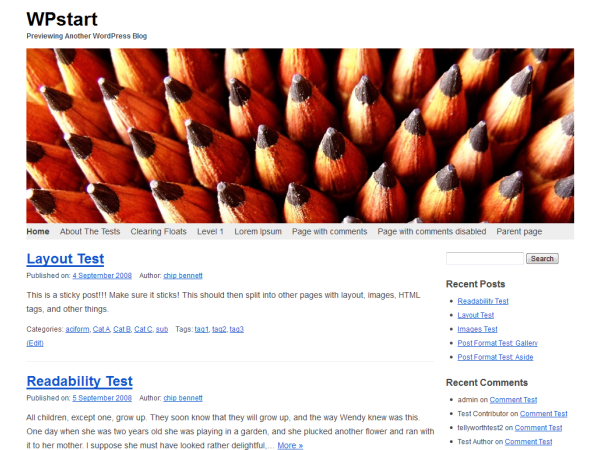 WPstart
Previewing Another WordPress Blog
Home About The Tests Clearing Floats Level 1 Lorem Ipsum Page with comments Page with comments disabled Parent page
Layout Test
Published on: 4 September 2008 Author: chip bennett
This is a sticky post!!! Make sure it sticks! This should then split into other pages with layout, images, HTML
tags, and other things.
Categories: aciform, Cat A, Cat B, Cat C, sub Tags: tag1, tag2, tag3
(Edit)
Readability Test
Published on: 5 September 2008 Author: chip bennett
All children, except one, grow up. They soon know that they will grow up, and the way Wendy knew was this.
One day when she was two years old she was playing in a garden, and she plucked another flower and ran with
it to her mother. I suppose she must have looked rather delightful,... More »
Search
Recent Posts
Readability Test
Layout Test
Images Test
Post Format Test: Gallery
Post Format Test: Aside
Recent Comments
admin on Comment Test
Test Contributor on Comment Test
tellyworthtest2 on Comment Test
Test Author on Comment Test